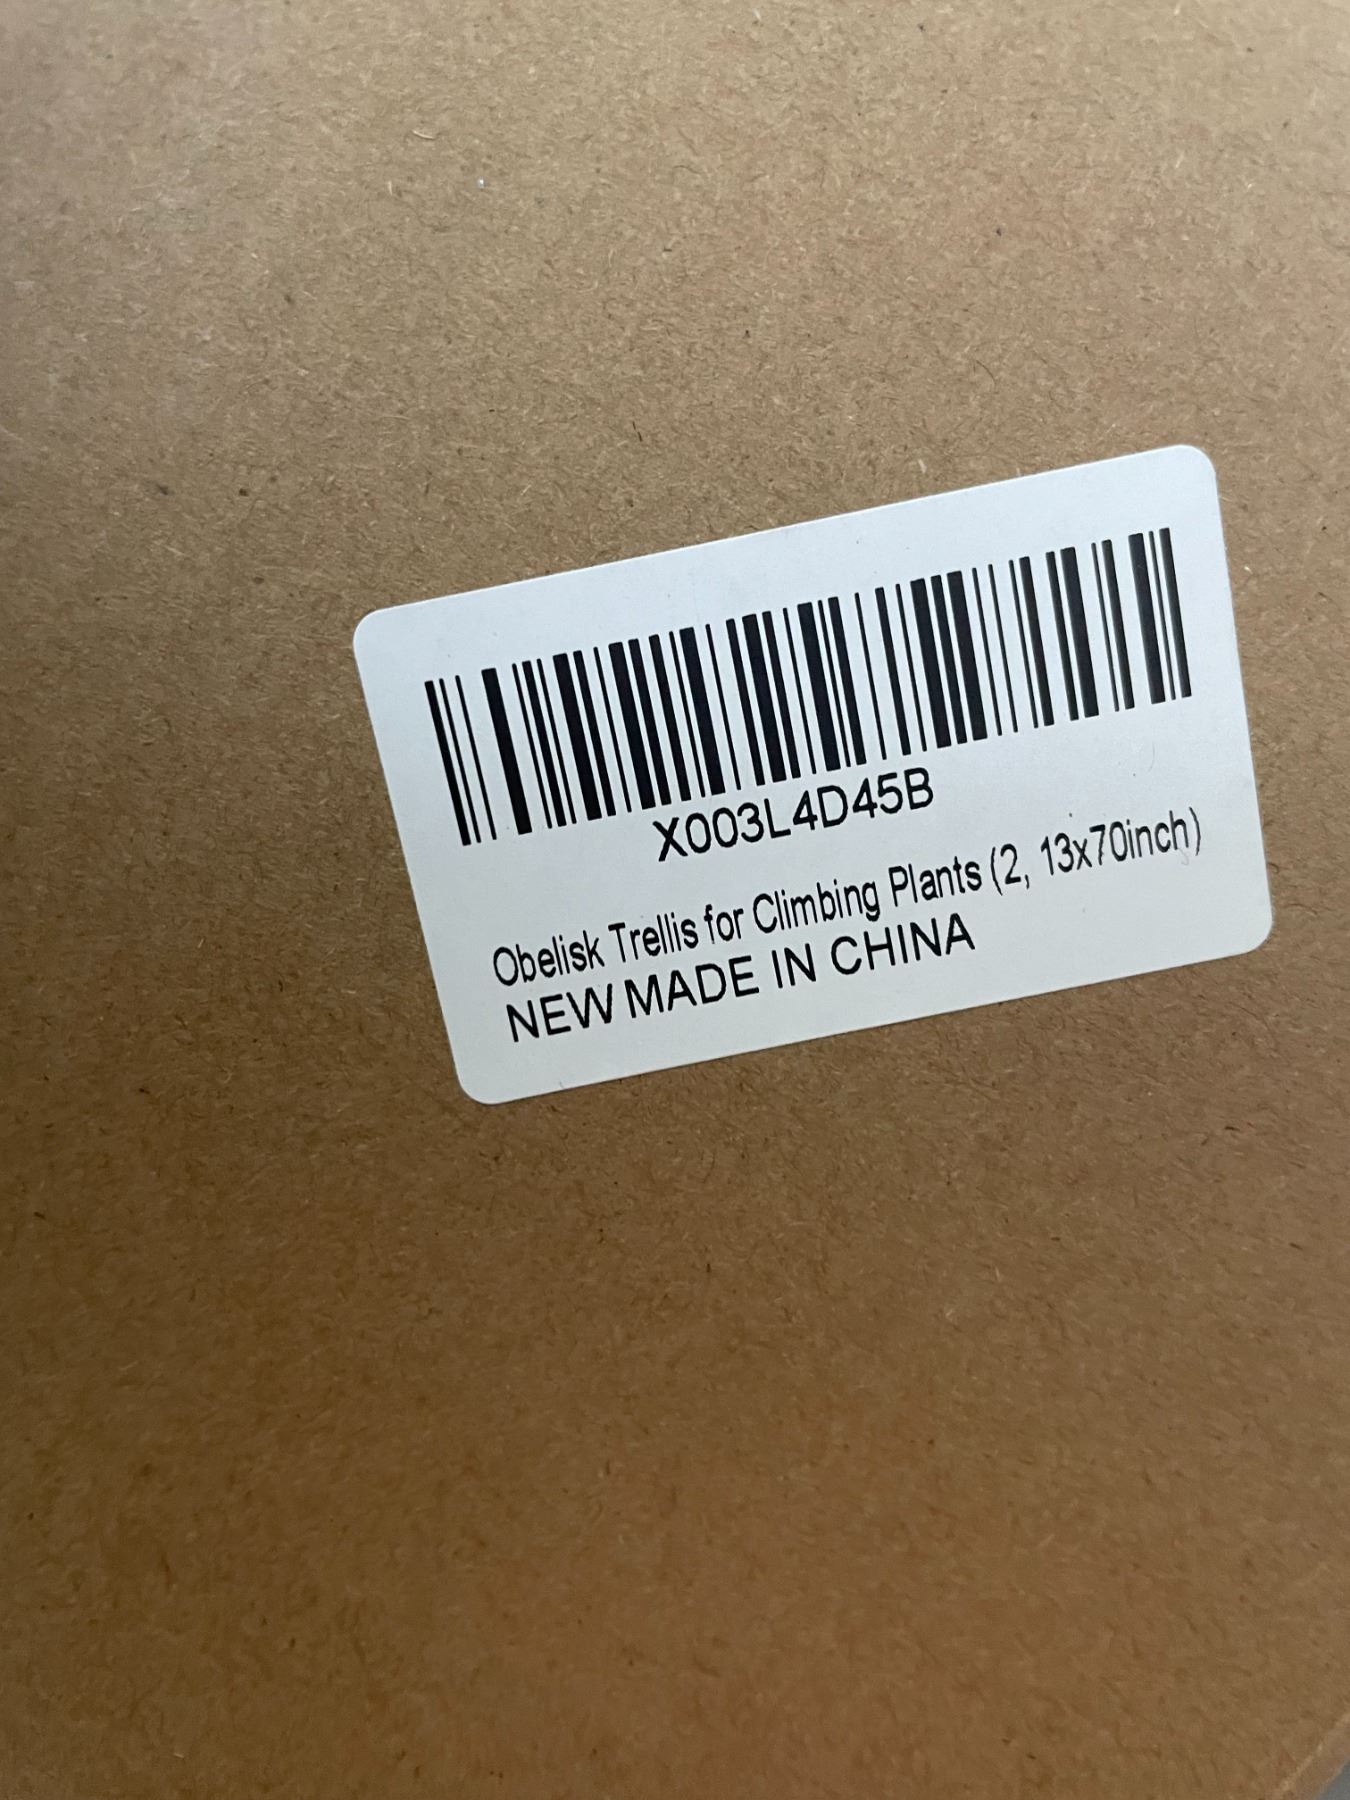 X003L4D45B
Obelisk Trellis for Climbing Plants (2, 13x70inch)
NEW MADE IN CHINA